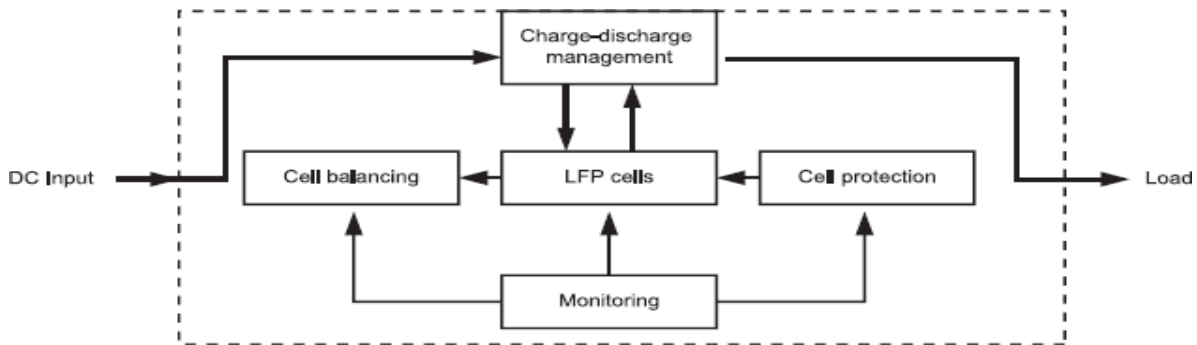 Charge–discharge
management
DC Input
Cell balancing
LFP cells
Cell protection
Load
Monitoring